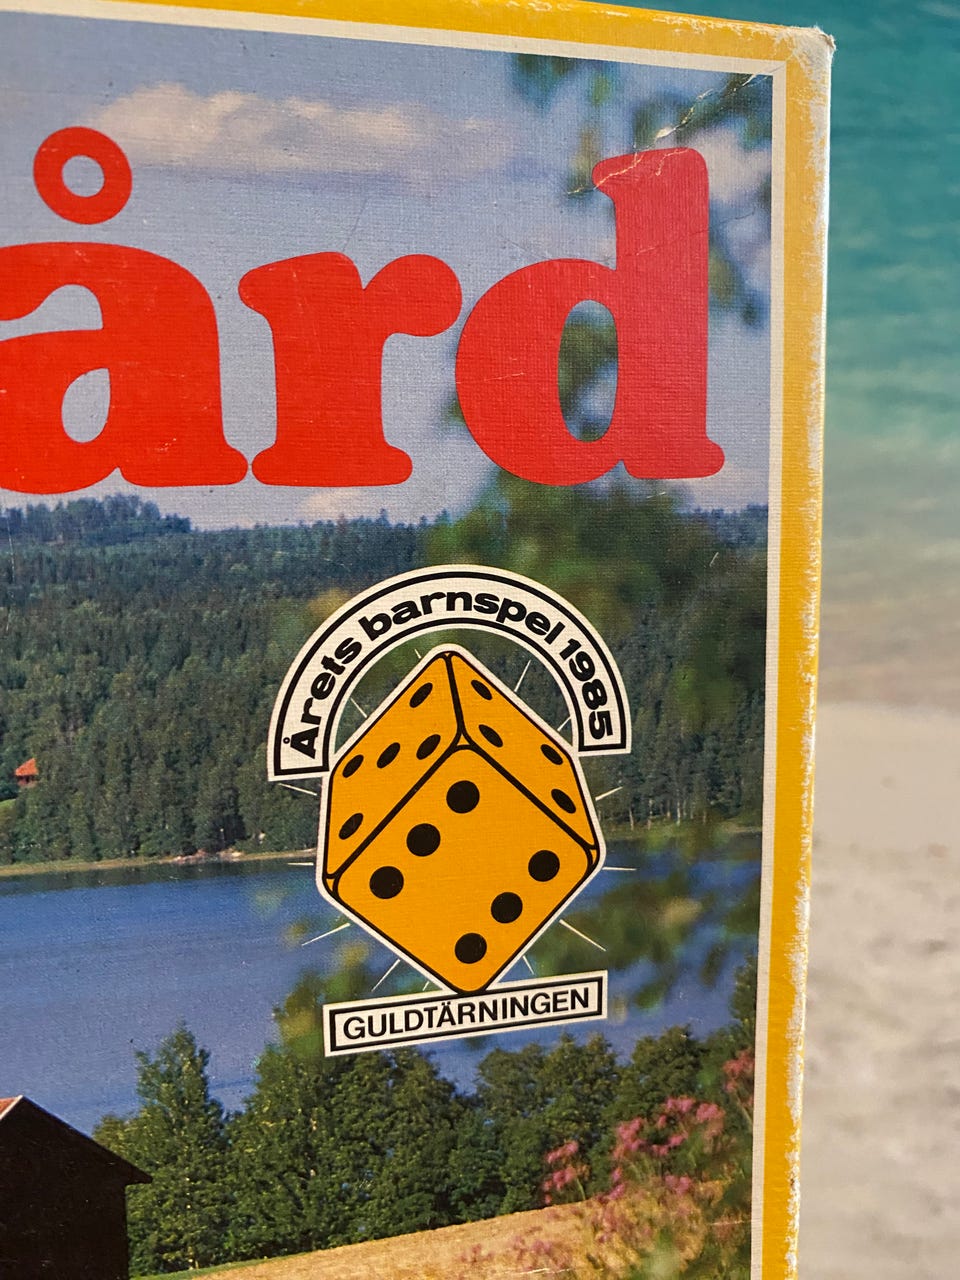 ård
Årets barnspel 1985
GULDTÄRNINGEN